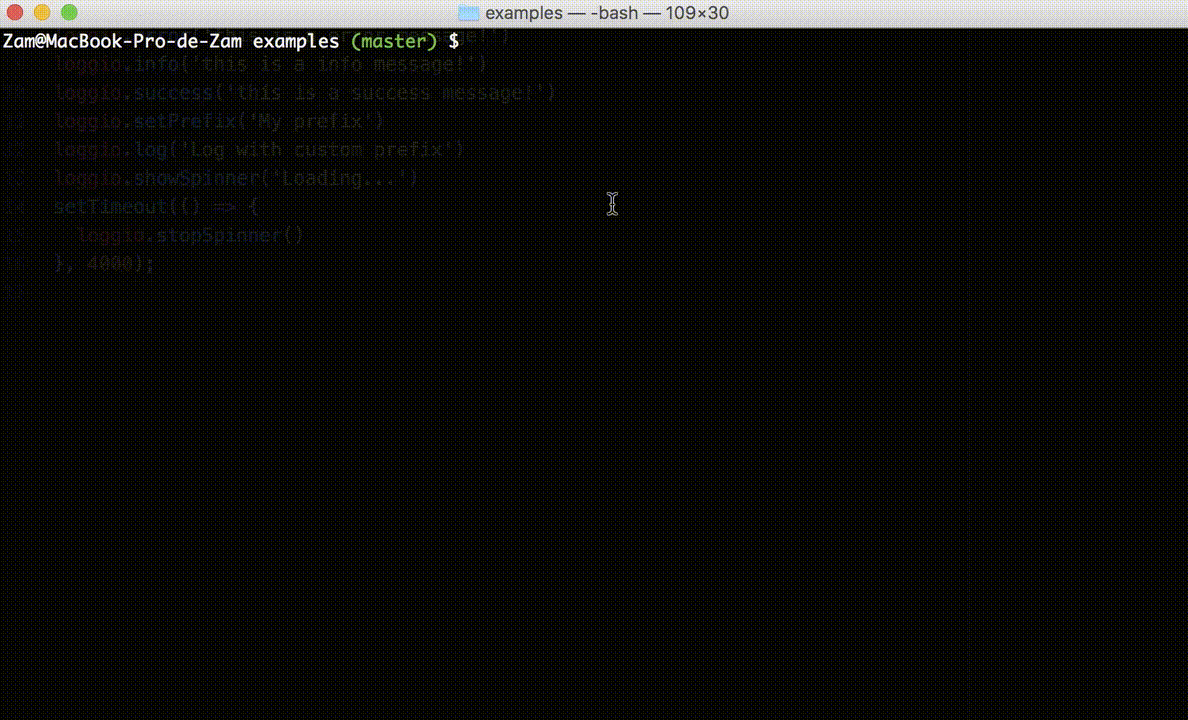 examples — -bash — 109×30
Zam@MacBook-Pro-de-Zam examples (master) $
loggio.info('this is a info message!')
loggio.success('this is a success message!')
loggio.setPrefix('My prefix')
loggio.log('Log with custom prefix')
loggio.showSpinner('Loading...')
setTimeout(() => {
loggio.stopSpinner()
}, 4000);